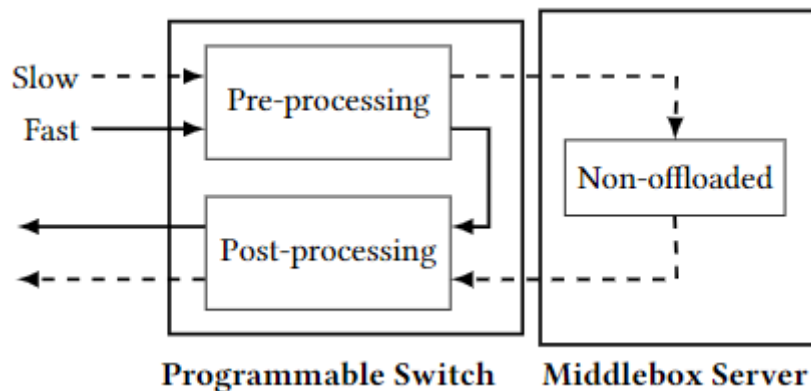 Slow
Fast
Pre-processing
Non-offloaded
Post-processing
Programmable Switch
Middlebox Server